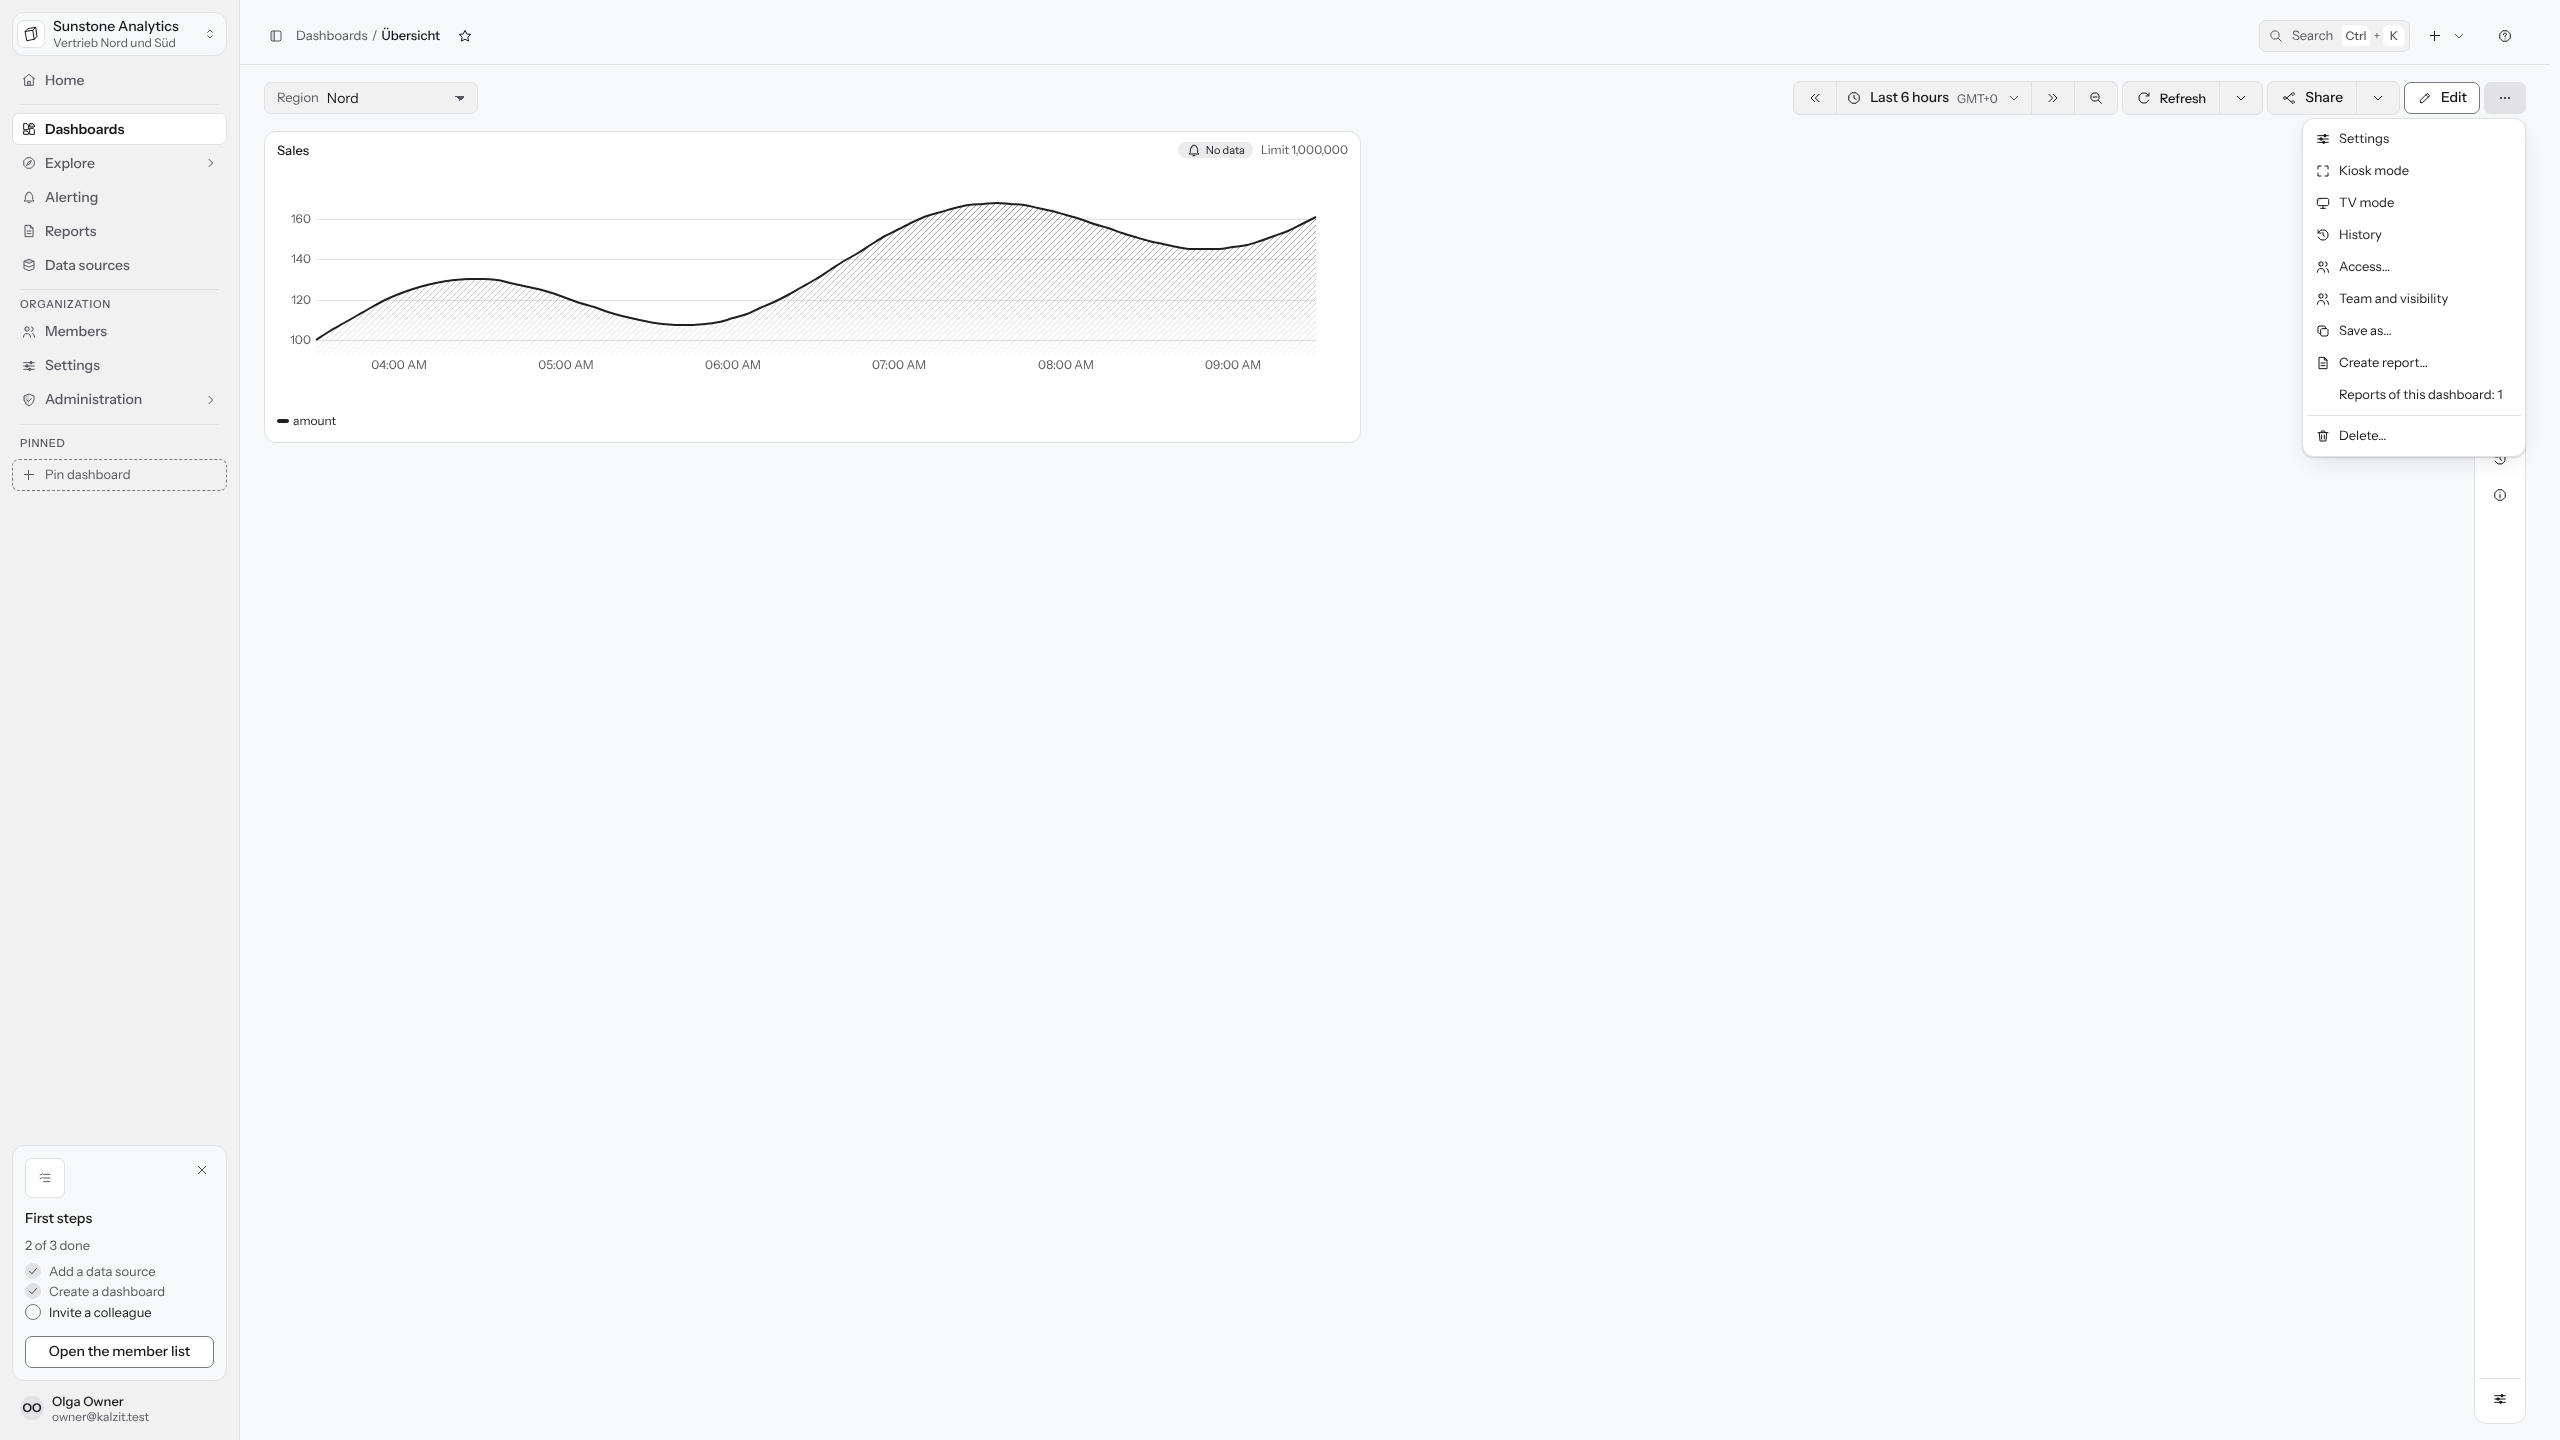 Sunstone Analytics
Vertrieb Nord und Süd
Home
Dashboards
Explore
Alerting
Reports
Data sources
ORGANIZATION
Members
Settings
Administration
PINNED
Pin dashboard
First steps
2 of 3 done
Add a data source
Create a dashboard
Invite a colleague
Open the member list
OO
Olga Owner
owner@kalzit.test
Dashboards / Übersicht
Search Ctrl + K
Region Nord
Last 6 hours GMT+0
Refresh
Share
Edit
Sales
No data
Limit 1,000,000
160
140
120
100
04:00 AM 05:00 AM 06:00 AM 07:00 AM 08:00 AM 09:00 AM
amount
Settings
Kiosk mode
TV mode
History
Access...
Team and visibility
Save as...
Create report...
Reports of this dashboard: 1
Delete...